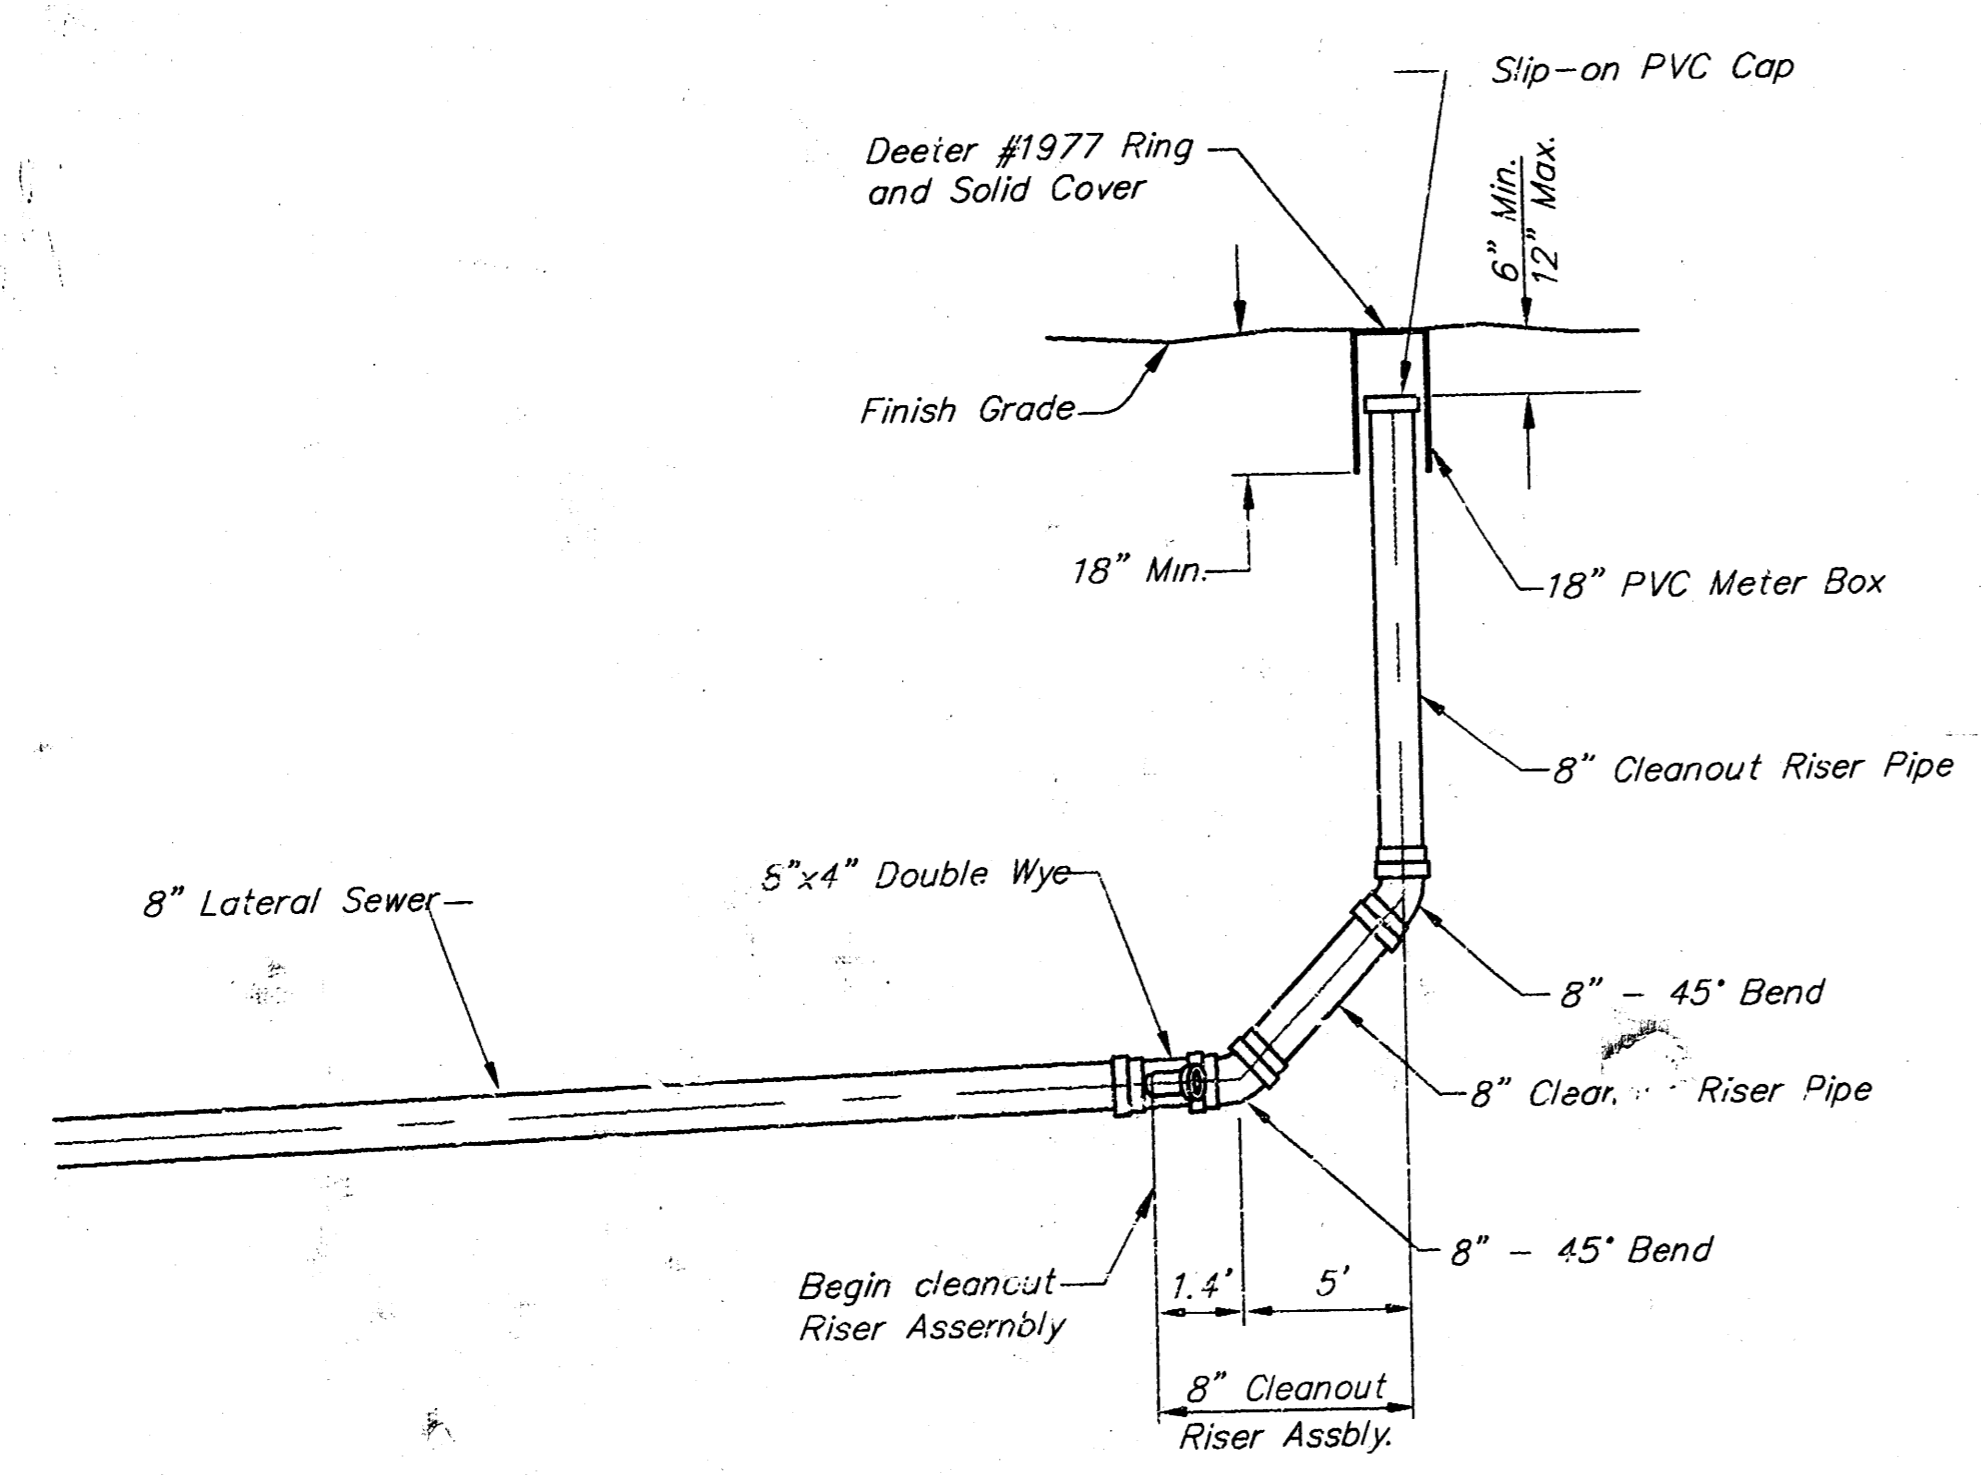 Slip-on PVC Cap
Deeter #1977 Ring
and Solid Cover
6" Min.
12" Max.
Finish Grade
18" Min.
18" PVC Meter Box
8" Cleanout Riser Pipe
8"x4" Double Wye
8" Lateral Sewer
8" - 45° Bend
8" Riser Pipe
8" - 45° Bend
Begin cleanout
Riser Assembly
1.4'
5'
8" Cleanout
Riser Assbly.